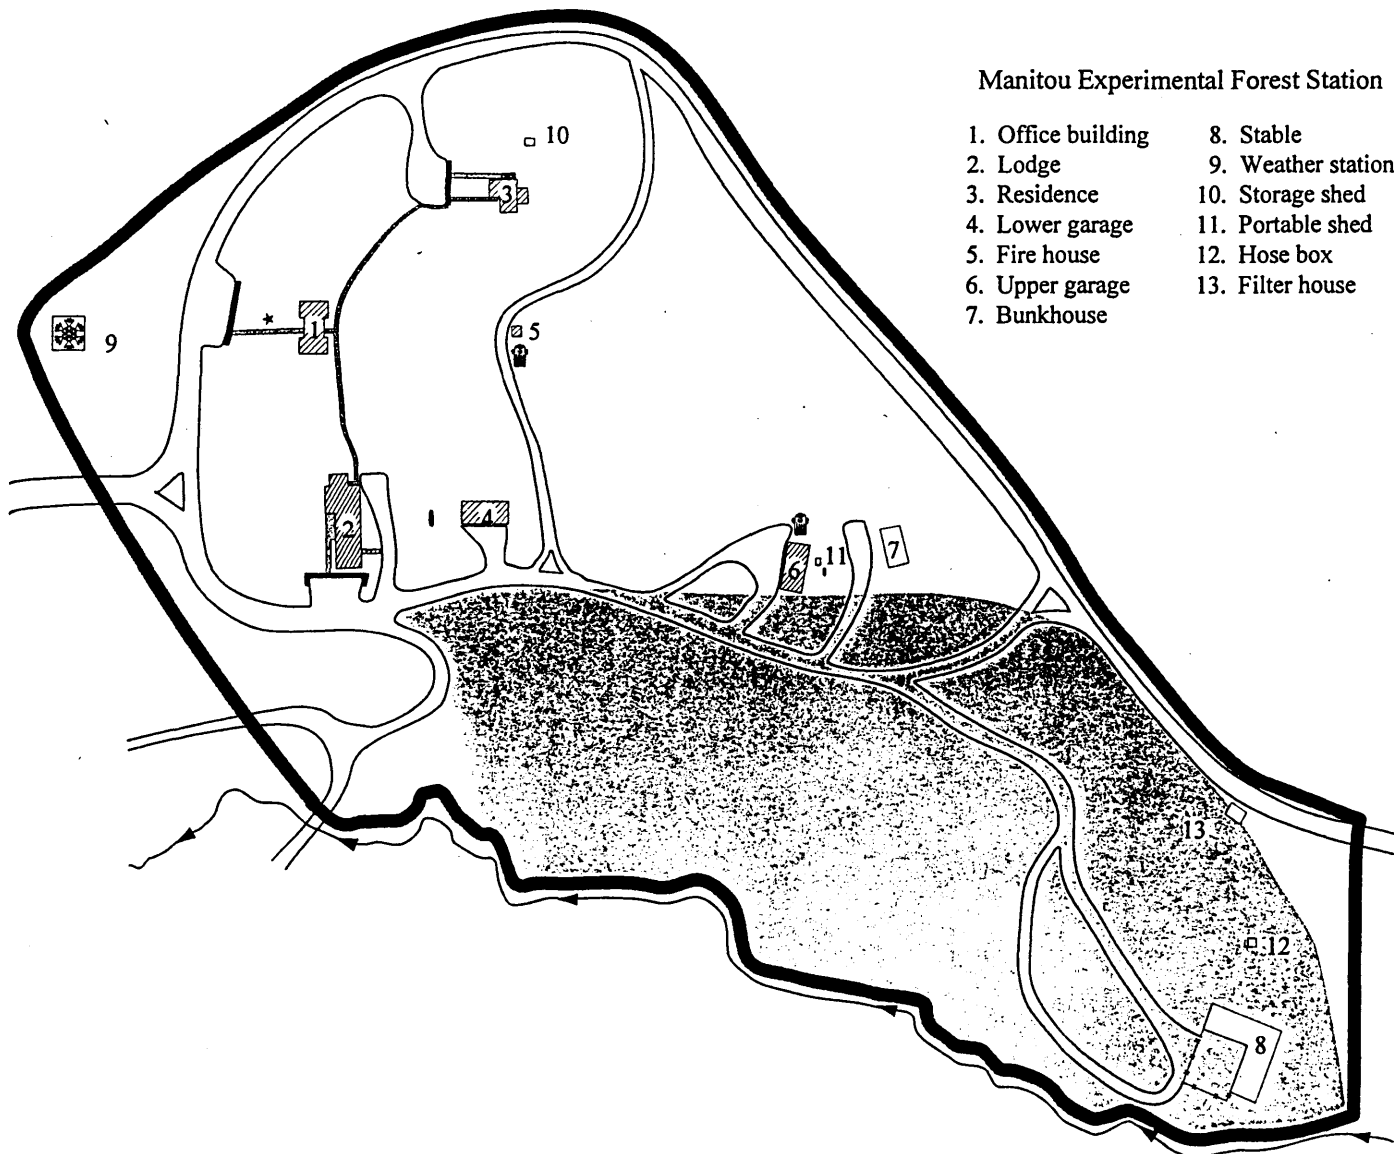 Manitou Experimental Forest Station
1. Office building
2. Lodge
3. Residence
4. Lower garage
5. Fire house
6. Upper garage
7. Bunkhouse
8. Stable
9. Weather station
10. Storage shed
11. Portable shed
12. Hose box
13. Filter house
10
3
1
5
9
2
4
6
11
7
13
12
8